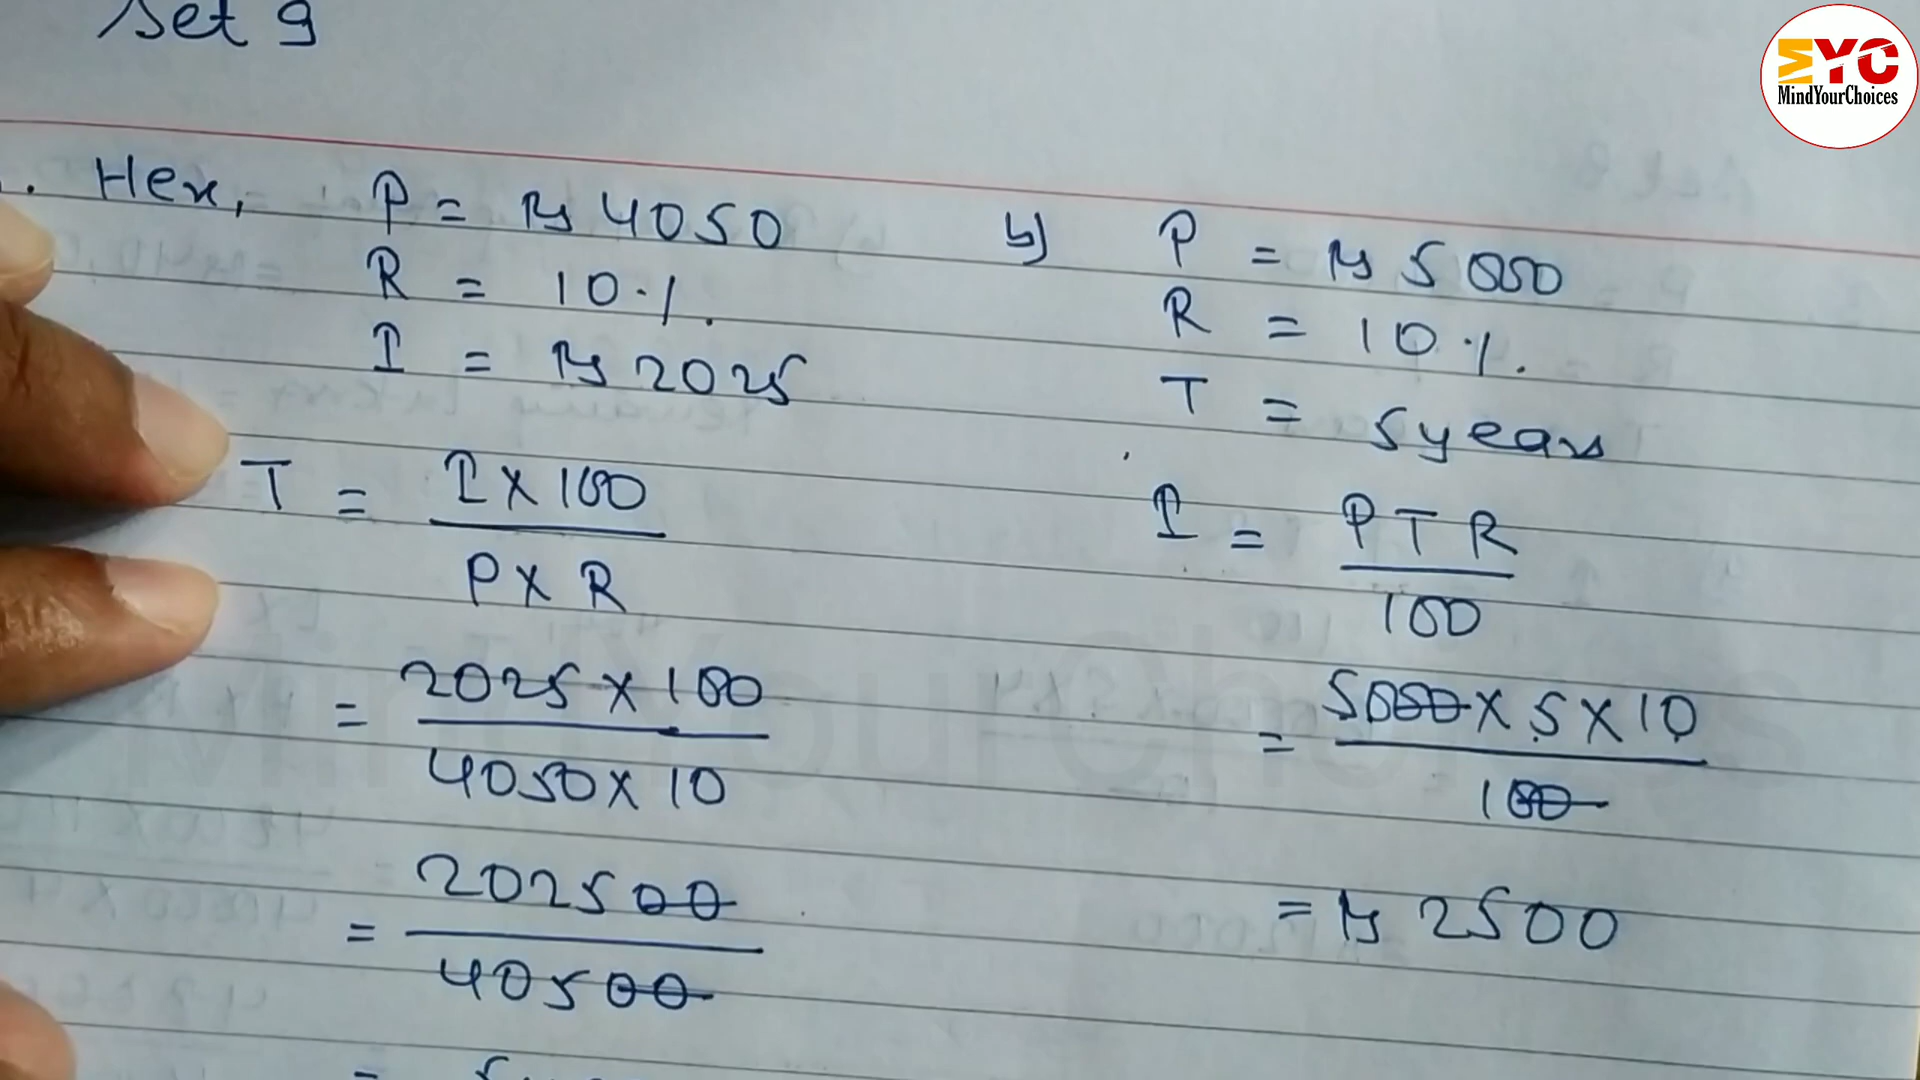 Set 9
MYC
MindYourChoices
. Here, P = Rs 4050
R = 10%.
I = Rs 2025
T = I × 100
P × R
= 2025 × 100
4050 × 10
= 202500
40500
=
b) P = Rs 5000
R = 10%.
T = 5 years
I = P T R
100
= 5000 × 5 × 10
100
= Rs 2500